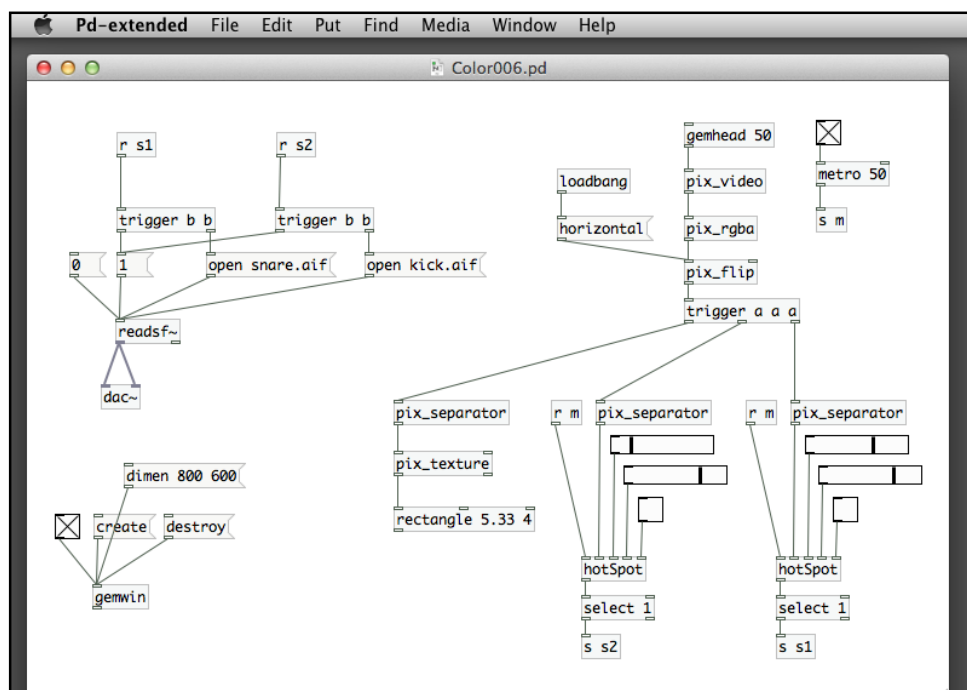 Pd-extended File Edit Put Find Media Window Help
Color006.pd
r s1
r s2
trigger b b
trigger b b
0
1
open snare.aif
open kick.aif
readsf~
dac~
dimen 800 600
create
destroy
gemwin
gemhead 50
loadbang
pix_video
horizontal
pix_rgba
pix_flip
trigger a a a
metro 50
s m
pix_separator
pix_texture
rectangle 5.33 4
r m
pix_separator
hotSpot
select 1
s s2
r m
pix_separator
hotSpot
select 1
s s1